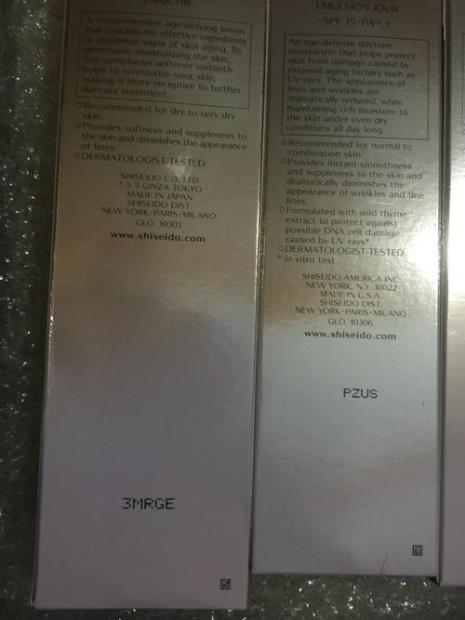 ENRICHIE
A comprehensive age-defying lotion
that contains the effective ingredients
to challenge signs of skin aging. By
generously moisturizing the skin,
this sumptuous softener instantly
helps to retexturize your skin,
making it more receptive to further
skincare treatment.
Recommended for dry to very dry
skin.
Provides softness and suppleness to
the skin and diminishes the appearance
of lines.
DERMATOLOGIST-TESTED.
SHISEIDO CO., LTD.
7-5-5 GINZA TOKYO
MADE IN JAPAN
SHISEIDO DIST.
NEW YORK-PARIS-MILANO
GLO. 10303
www.shiseido.com
3MRGE
EMULSION JOUR
SPF 15·PA++
An age-defense daytime
moisturizer that helps protect
skin from damage caused by
external aging factors such as
UV rays. The appearance of
lines and wrinkles are
dramatically reduced, while
maintaining rich moisture to
the skin under even dry
conditions all day long.
Recommended for normal to
combination skin.
Provides instant smoothness
and suppleness to the skin and
dramatically diminishes the
appearance of wrinkles and fine
lines.
Formulated with wild thyme
extract to protect against
possible DNA cell damage
caused by UV rays*
DERMATOLOGIST-TESTED.
* in vitro test
SHISEIDO AMERICA INC.
NEW YORK, N.Y. 10022
MADE IN U.S.A.
SHISEIDO DIST.
NEW YORK-PARIS-MILANO
GLO. 10306
www.shiseido.com
PZUS